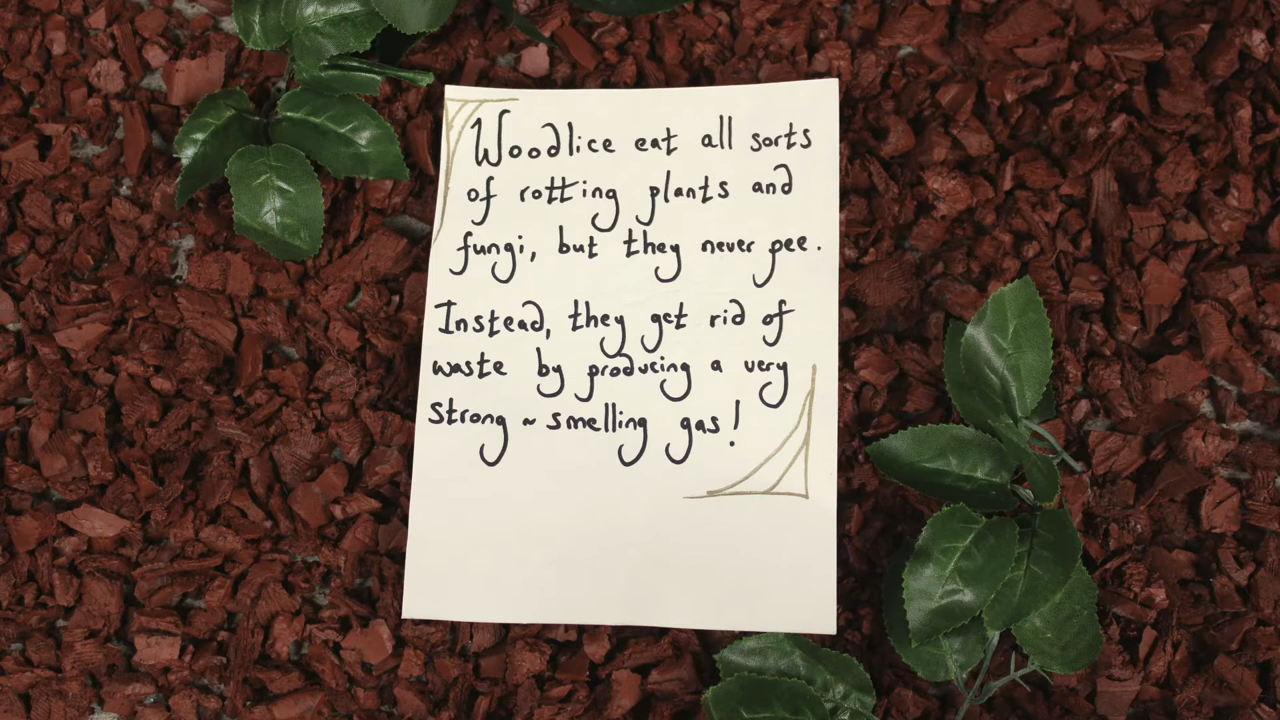 Woodlice eat all sorts
of rotting plants and
fungi, but they never pee.
Instead, they get rid of
waste by producing a very
strong-smelling gas!